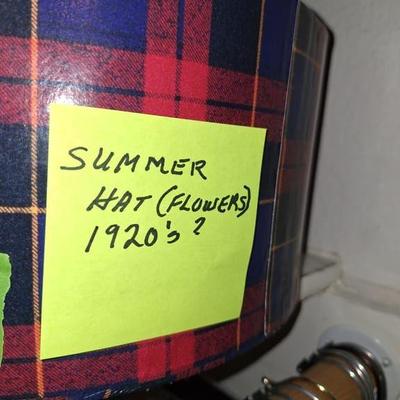 SUMMER
HAT (FLOWERS)
1920's ?